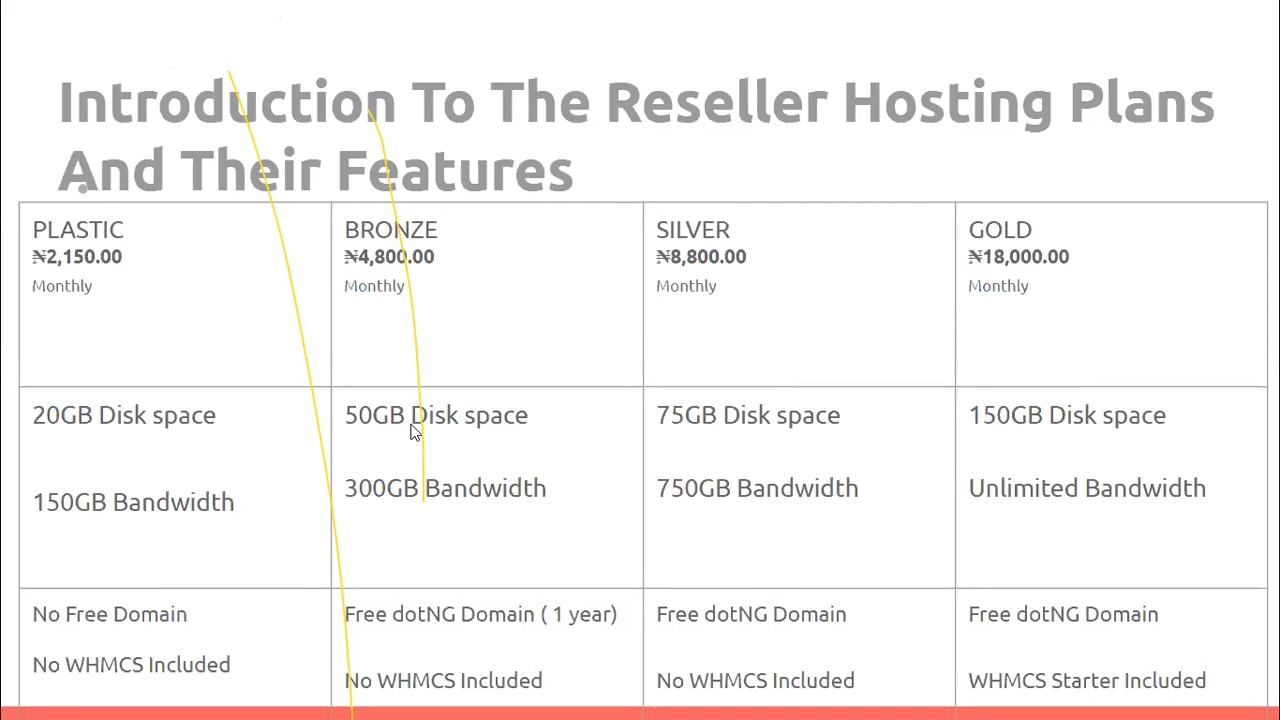 Introduction To The Reseller Hosting Plans
And Their Features
PLASTIC
₦2,150.00
Monthly
BRONZE
₦4,800.00
Monthly
SILVER
₦8,800.00
Monthly
GOLD
₦18,000.00
Monthly
20GB Disk space
150GB Bandwidth
50GB Disk space
300GB Bandwidth
75GB Disk space
750GB Bandwidth
150GB Disk space
Unlimited Bandwidth
No Free Domain
No WHMCS Included
Free dotNG Domain ( 1 year)
No WHMCS Included
Free dotNG Domain
No WHMCS Included
Free dotNG Domain
WHMCS Starter Included